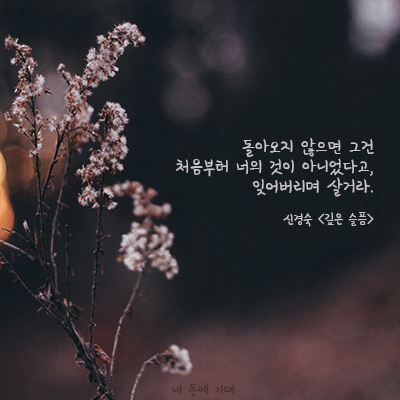 돌아오지 않으면 그건
처음부터 너의 것이 아니었다고,
잊어버리며 살거라.
신경숙 <깊은 슬픔>
내 등에 기대